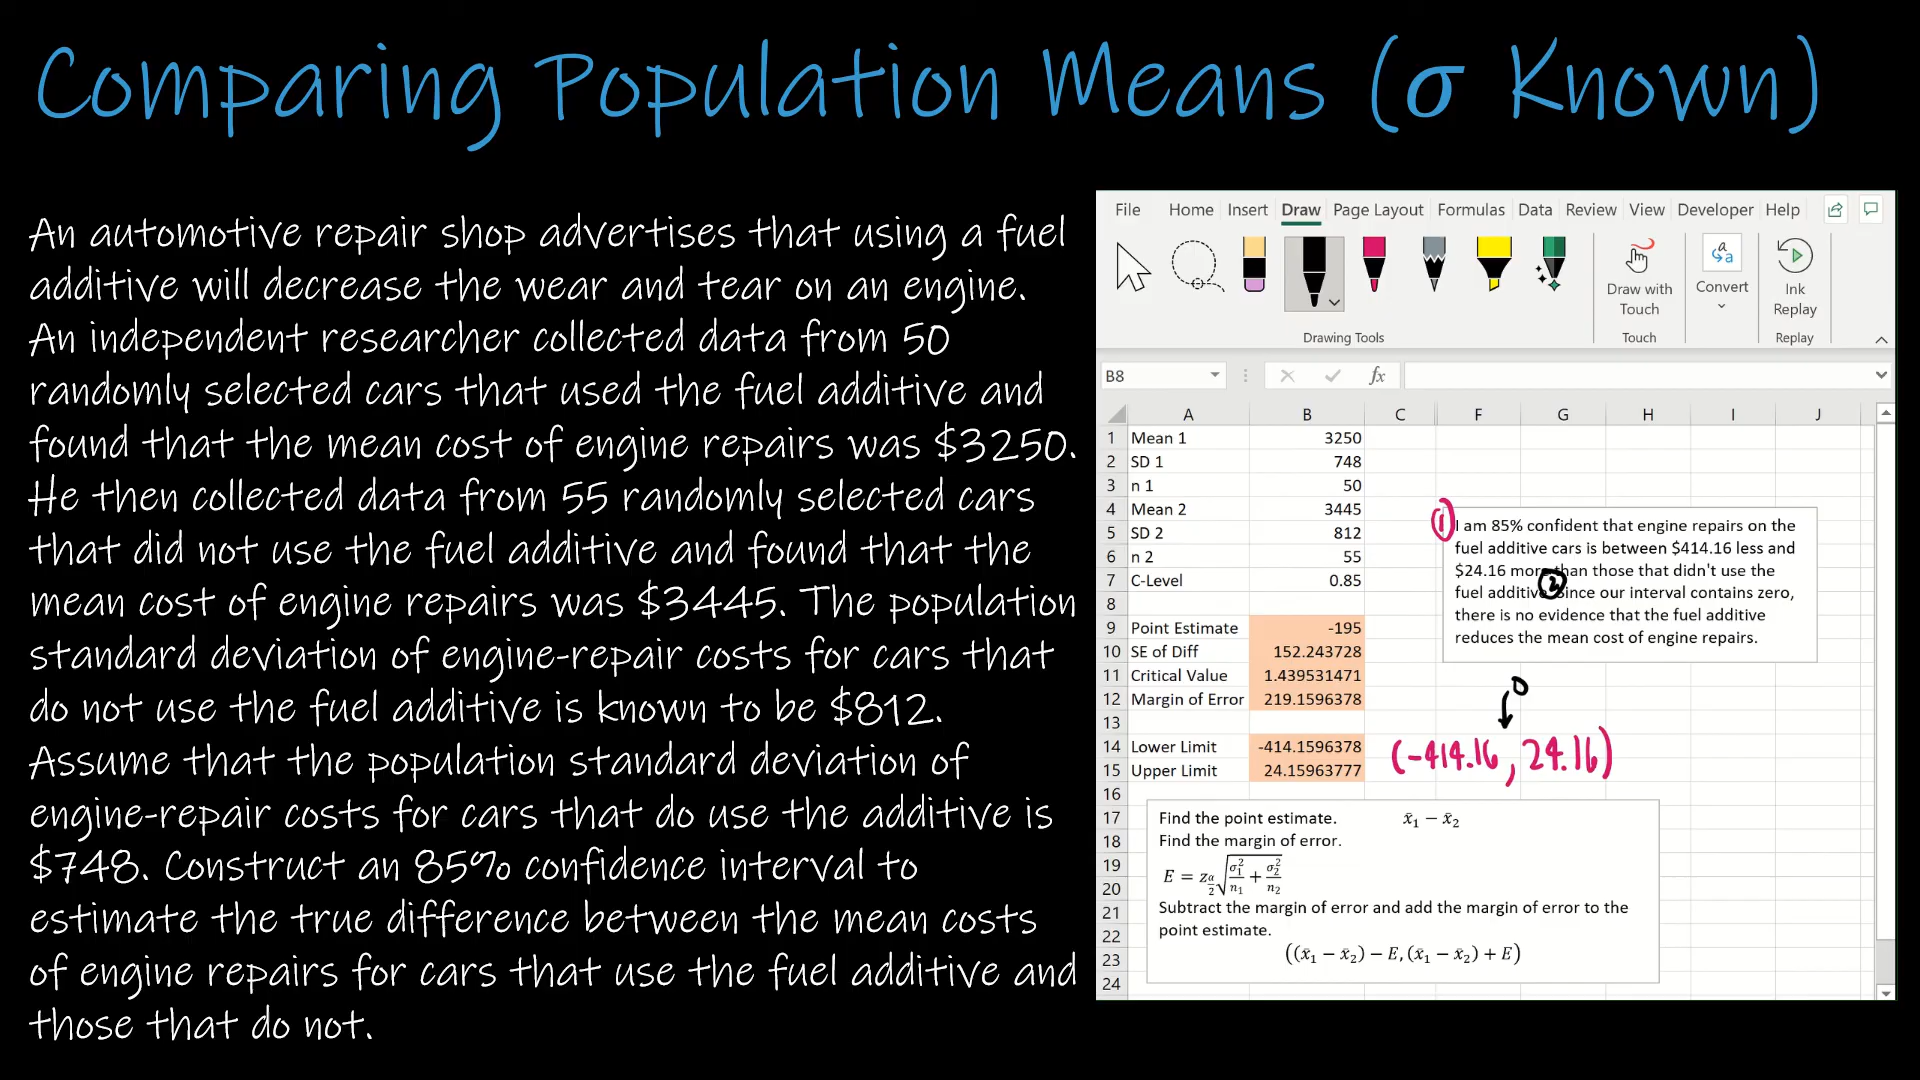 Comparing Population Means (σ Known)
An automotive repair shop advertises that using a fuel
additive will decrease the wear and tear on an engine.
An independent researcher collected data from 50
randomly selected cars that used the fuel additive and
found that the mean cost of engine repairs was $3250.
He then collected data from 55 randomly selected cars
that did not use the fuel additive and found that the
mean cost of engine repairs was $3445. The population
standard deviation of engine-repair costs for cars that
do not use the fuel additive is known to be $812.
Assume that the population standard deviation of
engine-repair costs for cars that do use the additive is
$748. Construct an 85% confidence interval to
estimate the true difference between the mean costs
of engine repairs for cars that use the fuel additive and
those that do not.
File Home Insert Draw Page Layout Formulas Data Review View Developer Help
Draw with Touch
Convert
Ink Replay
Drawing Tools Touch Replay
B8 fx
A B C F G H I J
1 Mean 1 3250
2 SD 1 748
3 n 1 50
4 Mean 2 3445
5 SD 2 812
6 n 2 55
7 C-Level 0.85
8
9 Point Estimate -195
10 SE of Diff 152.243728
11 Critical Value 1.439531471
12 Margin of Error 219.1596378
13
14 Lower Limit -414.1596378
15 Upper Limit 24.15963777
16
17
18
19
20
21
22
23
24
①
I am 85% confident that engine repairs on the
fuel additive cars is between $414.16 less and
$24.16 more than those that didn't use the
fuel additive. Since our interval contains zero,
there is no evidence that the fuel additive
reduces the mean cost of engine repairs.
②
0
(-414.16, 24.16)
Find the point estimate. x̄₁ − x̄₂
Find the margin of error.
E = z_(α/2) √(σ₁²/n₁ + σ₂²/n₂)
Subtract the margin of error and add the margin of error to the
point estimate.
((x̄₁ − x̄₂) − E, (x̄₁ − x̄₂) + E)